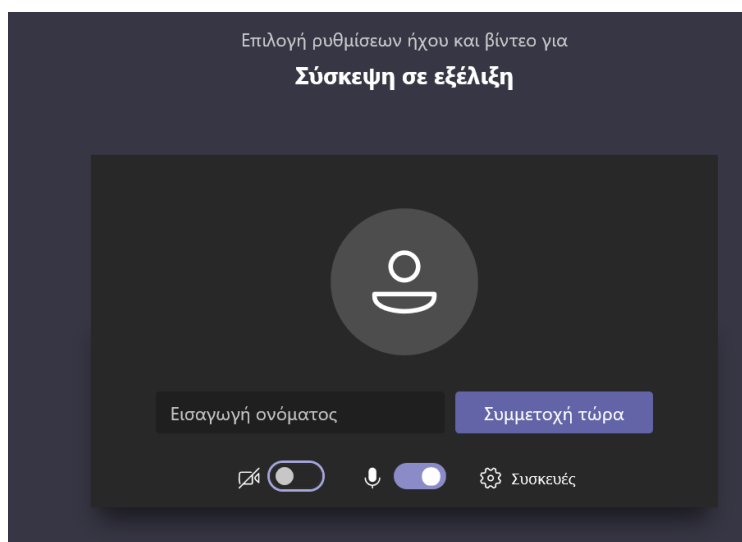 Επιλογή ρυθμίσεων ήχου και βίντεο για
Σύσκεψη σε εξέλιξη
Εισαγωγή ονόματος
Συμμετοχή τώρα
Συσκευές